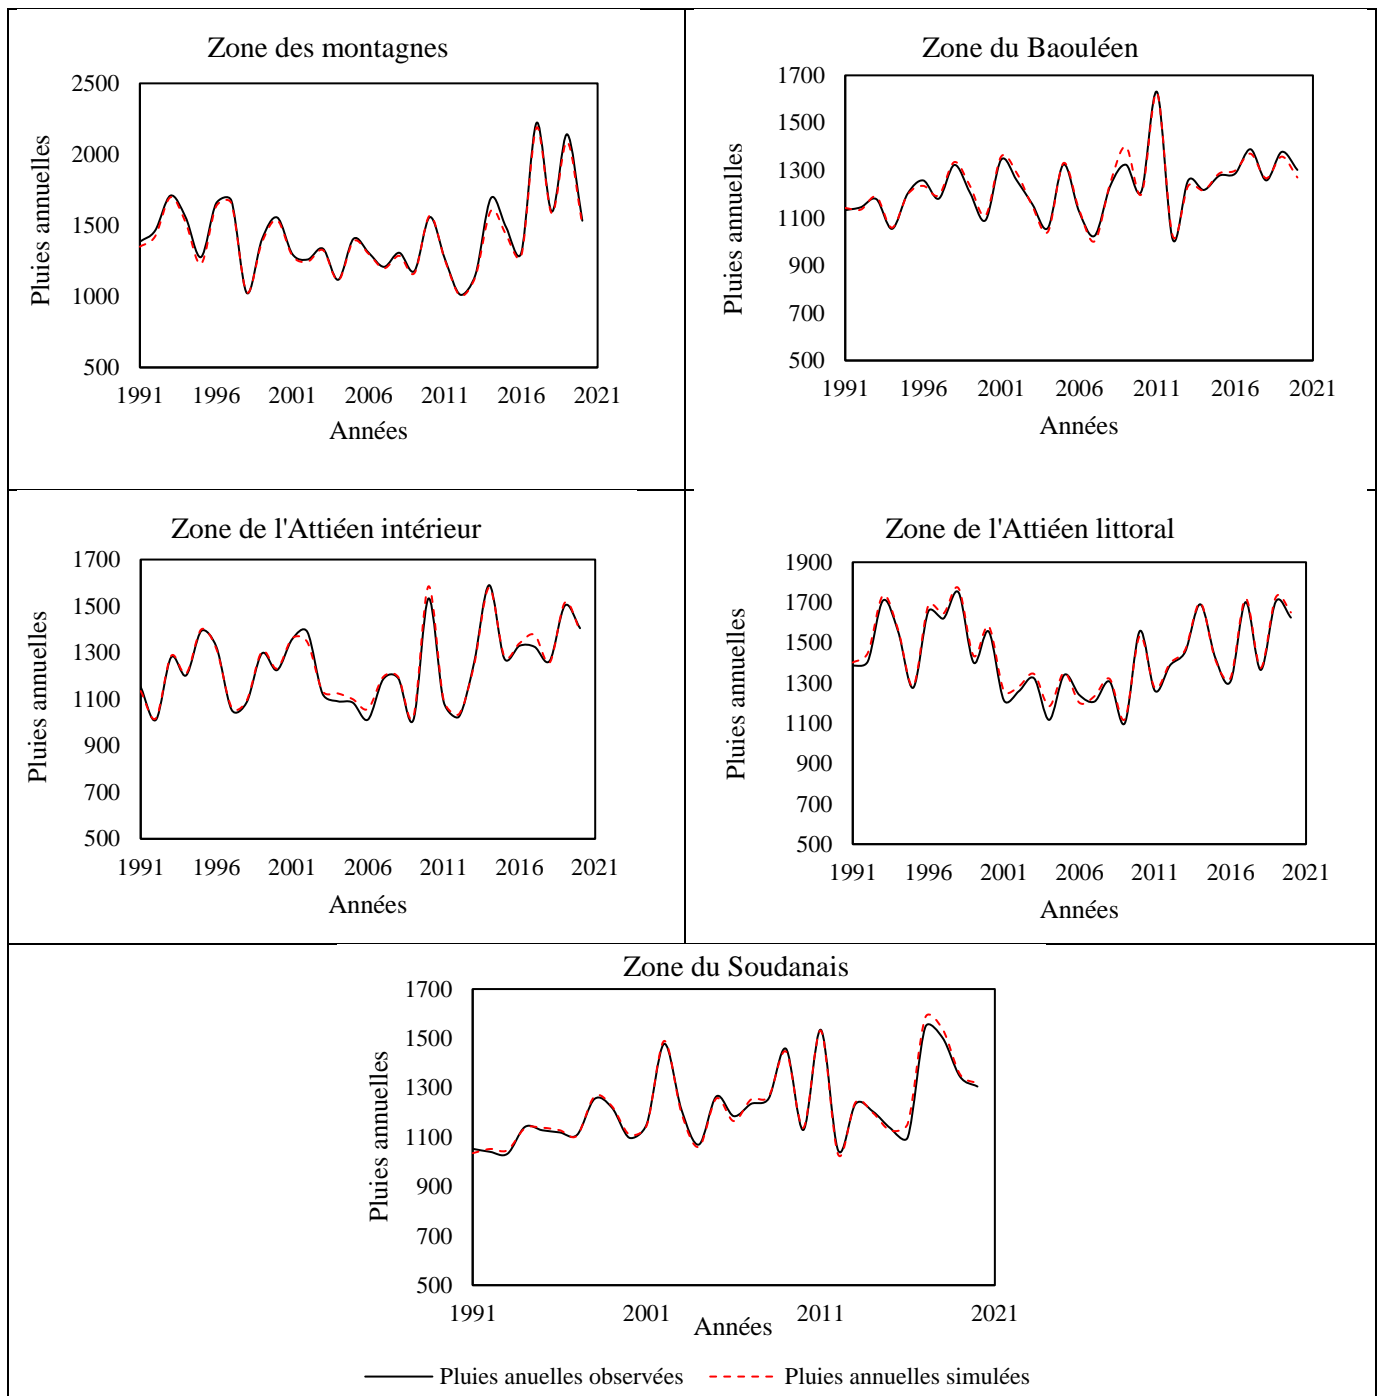 Zone des montagnes
Pluies annuelles
2500
2000
1500
1000
500
1991 1996 2001 2006 2011 2016 2021
Années
Zone du Baouléen
Pluies annuelles
1700
1500
1300
1100
900
700
500
1991 1996 2001 2006 2011 2016 2021
Années
Zone de l'Attiéen intérieur
Pluies annuelles
1700
1500
1300
1100
900
700
500
1991 1996 2001 2006 2011 2016 2021
Années
Zone de l'Attiéen littoral
Pluies annuelles
1900
1700
1500
1300
1100
900
700
500
1991 1996 2001 2006 2011 2016 2021
Années
Zone du Soudanais
Pluies annuelles
1700
1500
1300
1100
900
700
500
1991 2001 2011 2021
Années
Pluies anuelles observées Pluies annuelles simulées